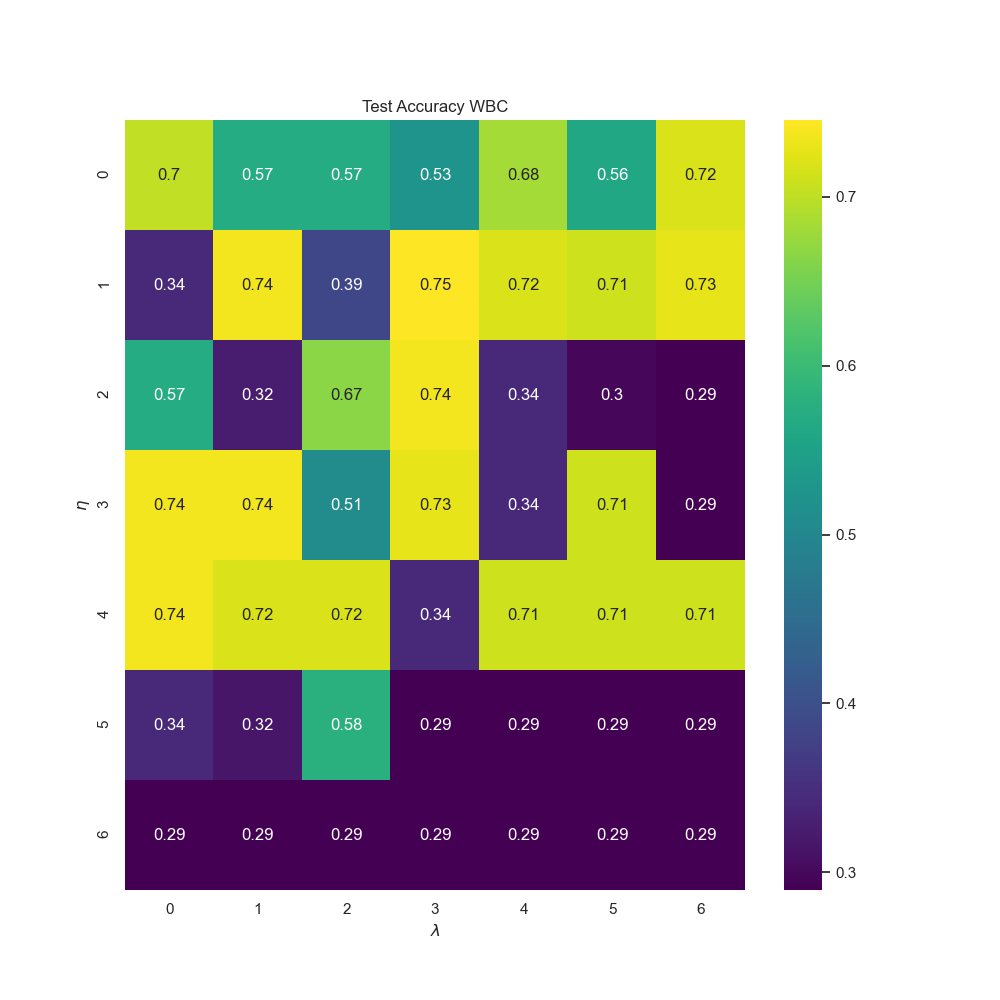 Test Accuracy WBC
0 0.7 0.57 0.57 0.53 0.68 0.56 0.72
1 0.34 0.74 0.39 0.75 0.72 0.71 0.73
2 0.57 0.32 0.67 0.74 0.34 0.3 0.29
η
3 0.74 0.74 0.51 0.73 0.34 0.71 0.29
4 0.74 0.72 0.72 0.34 0.71 0.71 0.71
5 0.34 0.32 0.58 0.29 0.29 0.29 0.29
6 0.29 0.29 0.29 0.29 0.29 0.29 0.29
0 1 2 3 4 5 6
λ
0.7
0.6
0.5
0.4
0.3